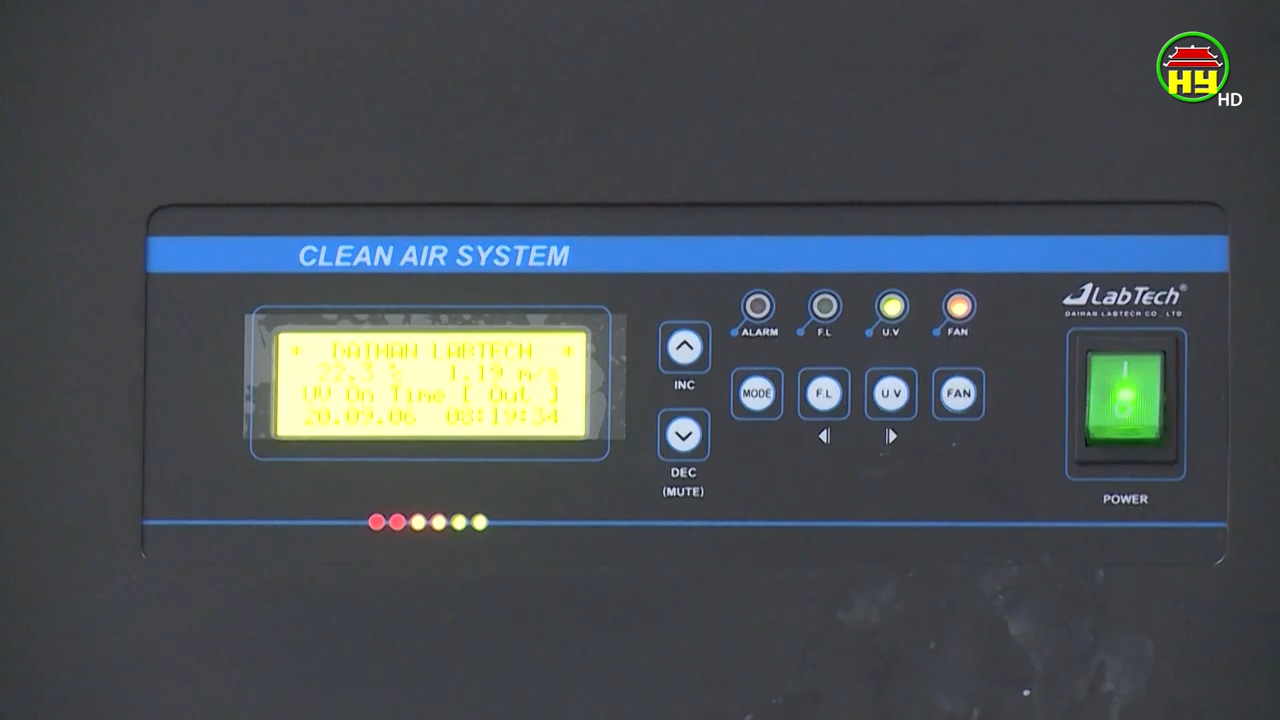 HY
HD
CLEAN AIR SYSTEM
LabTech®
DAIHAN LABTECH CO., LTD
* DAIHAN LABTECH *
22.3 1.19 m/s
UV On Time [ Out ]
20.09.06 08:19:34
INC
DEC
(MUTE)
ALARM
F.L
U.V
FAN
MODE
F.L
U.V
FAN
POWER